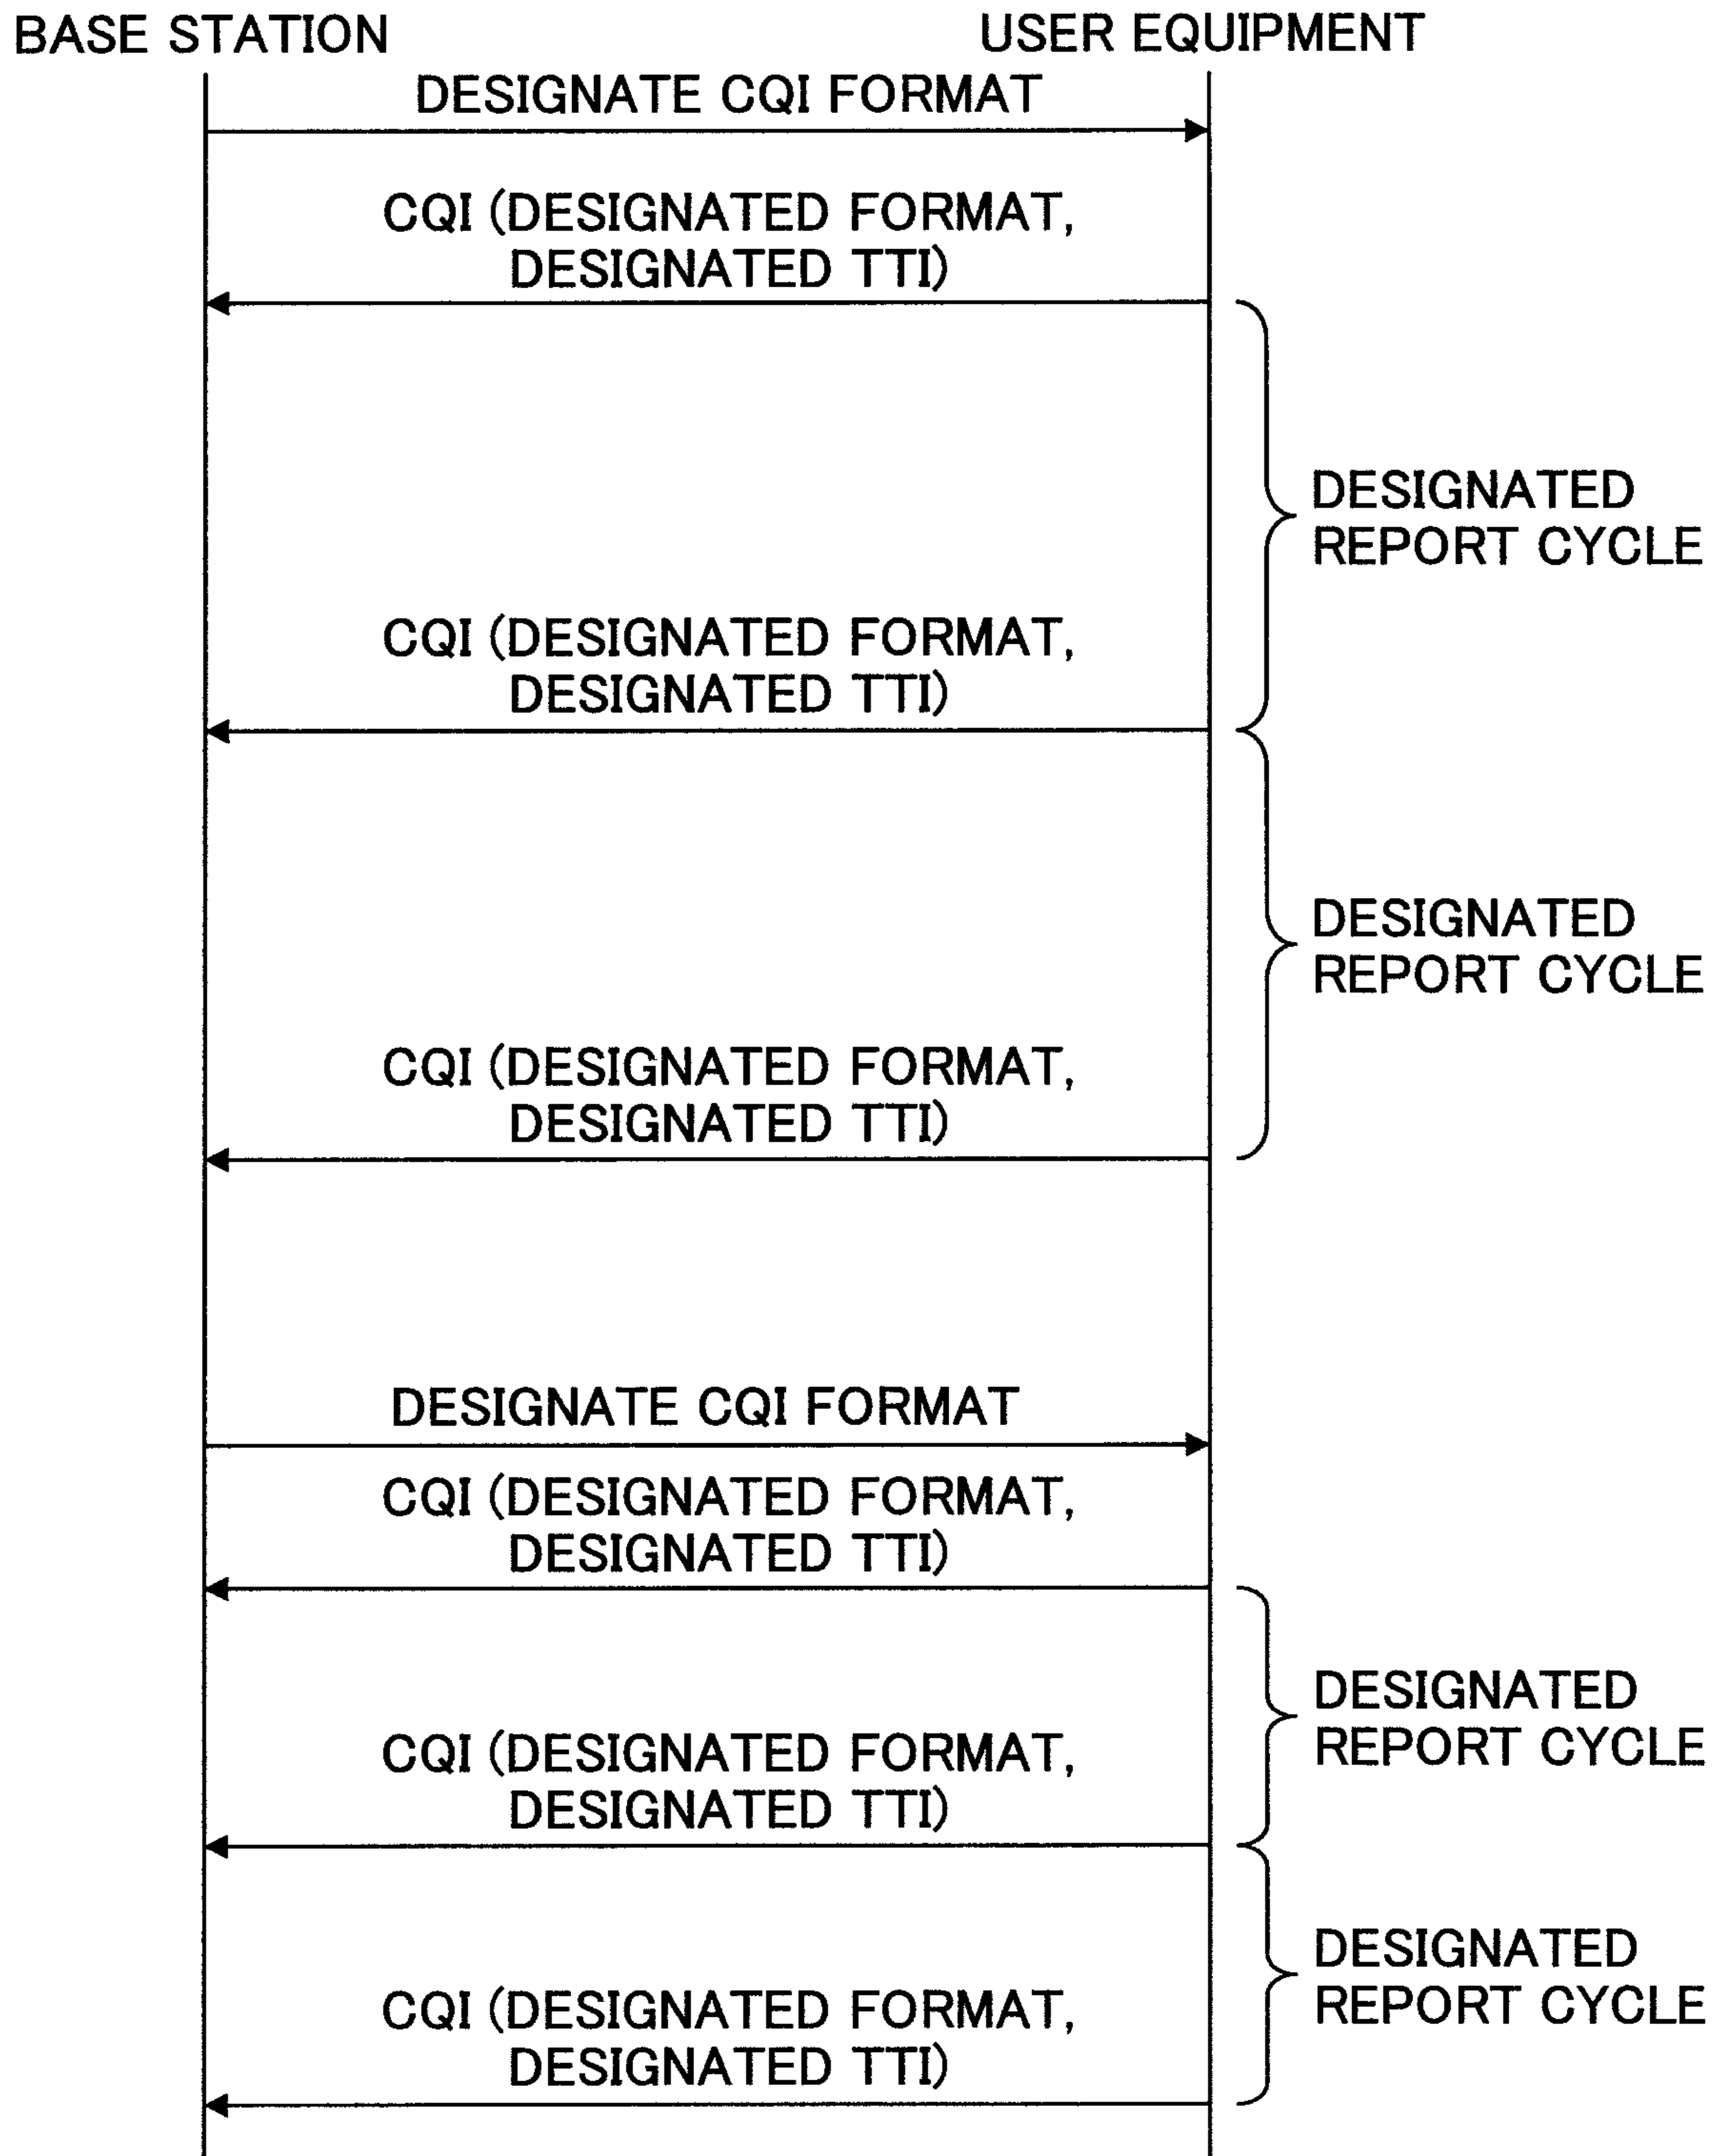 BASE STATION
USER EQUIPMENT
DESIGNATE CQI FORMAT
CQI (DESIGNATED FORMAT,
DESIGNATED TTI)
DESIGNATED
REPORT CYCLE
CQI (DESIGNATED FORMAT,
DESIGNATED TTI)
DESIGNATED
REPORT CYCLE
CQI (DESIGNATED FORMAT,
DESIGNATED TTI)
DESIGNATE CQI FORMAT
CQI (DESIGNATED FORMAT,
DESIGNATED TTI)
DESIGNATED
REPORT CYCLE
CQI (DESIGNATED FORMAT,
DESIGNATED TTI)
DESIGNATED
REPORT CYCLE
CQI (DESIGNATED FORMAT,
DESIGNATED TTI)